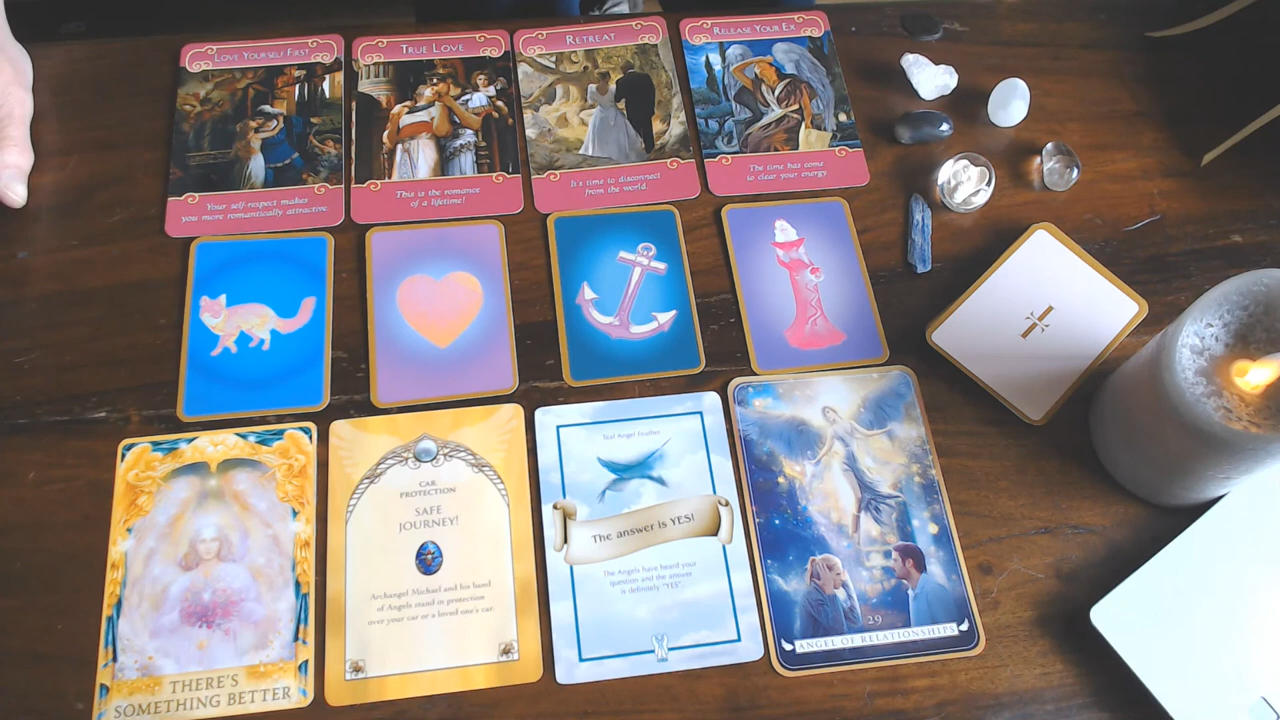 LOVE YOURSELF FIRST
Your self-respect makes
you more romantically attractive.
TRUE LOVE
This is the romance
of a lifetime!
RETREAT
It's time to disconnect
from the world.
RELEASE YOUR EX
The time has come
to clear your energy.
THERE'S
SOMETHING BETTER
CAR
PROTECTION
SAFE
JOURNEY!
Archangel Michael and his band
of Angels stand in protection
over your car or a loved one's car.
Teal Angel Feather
The answer is YES!
The Angels have heard your
question and the answer
is definitely "YES".
29
ANGEL OF RELATIONSHIPS